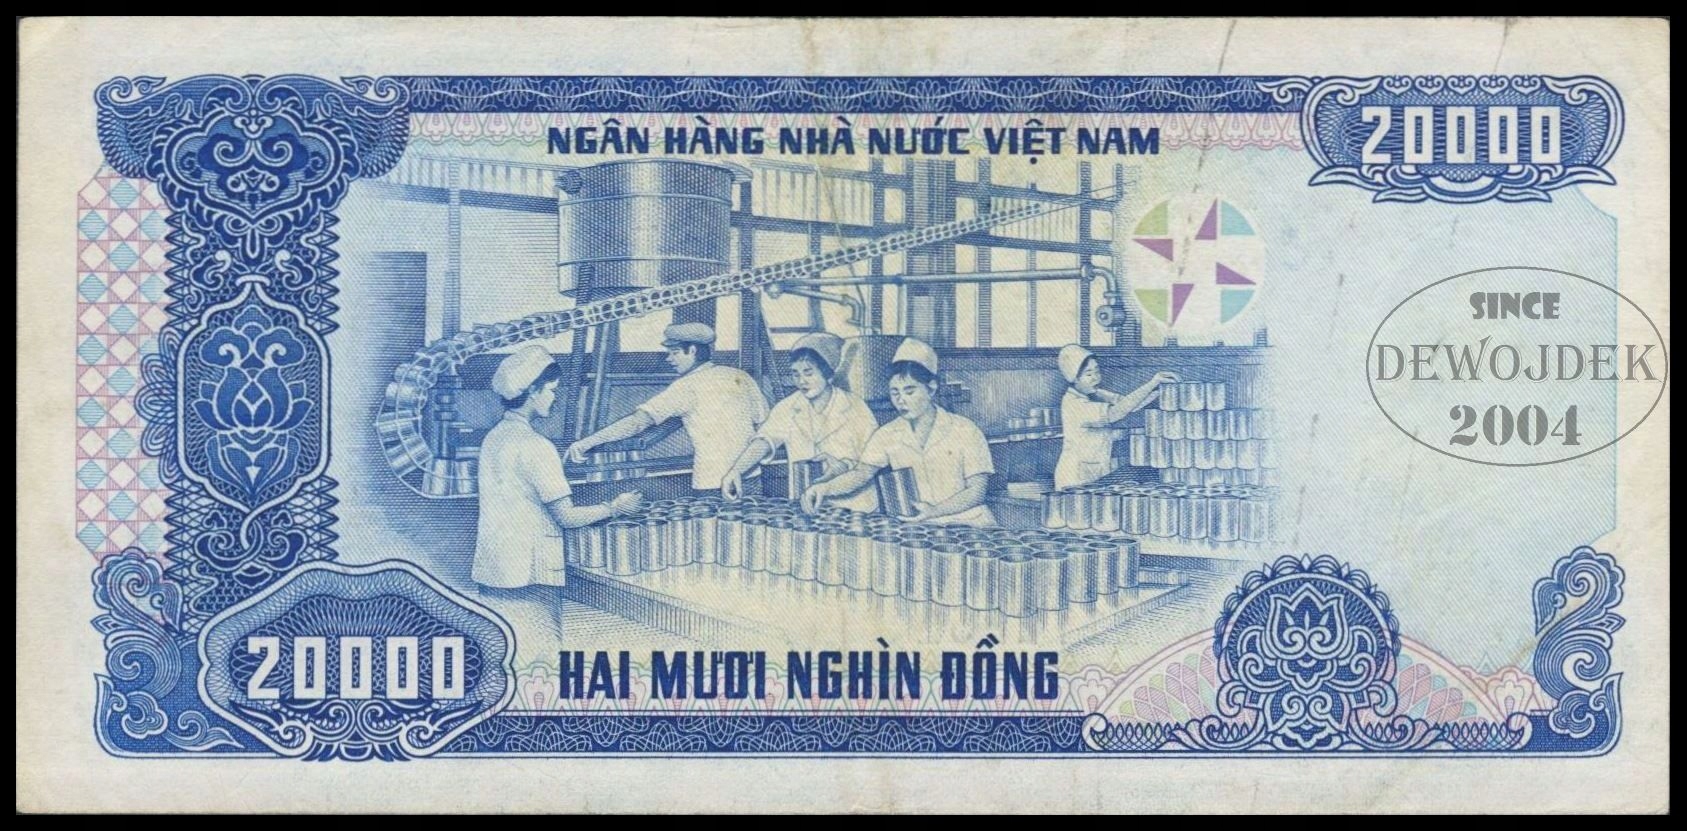 NGÂN HÀNG NHÀ NƯỚC VIỆT NAM
20000
SINCE
DEWOJDEK
2004
20000
HAI MƯƠI NGHÌN ĐỒNG